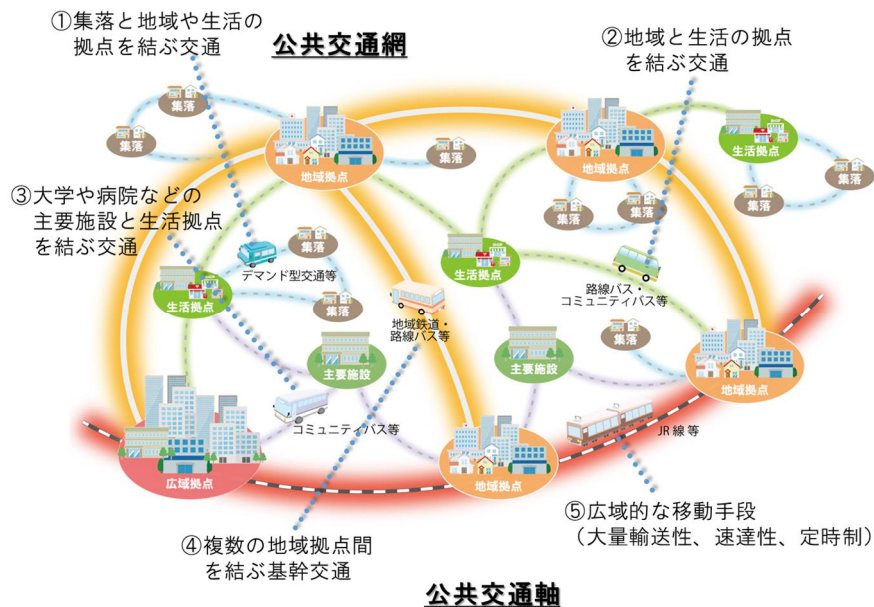 ①集落と地域や生活の
拠点を結ぶ交通
公共交通網
②地域と生活の拠点
を結ぶ交通
集落
集落
地域拠点
集落
地域拠点
SHOP
生活拠点
集落
集落
集落
集落
③大学や病院などの
主要施設と生活拠点
を結ぶ交通
集落
デマンド型交通等
生活拠点
生活拠点
集落
地域鉄道・
路線バス等
路線バス・
コミュニティバス等
主要施設
主要施設
集落
地域拠点
コミュニティバス等
JR線等
広域拠点
地域拠点
④複数の地域拠点間
を結ぶ基幹交通
⑤広域的な移動手段
（大量輸送性、速達性、定時制）
公共交通軸